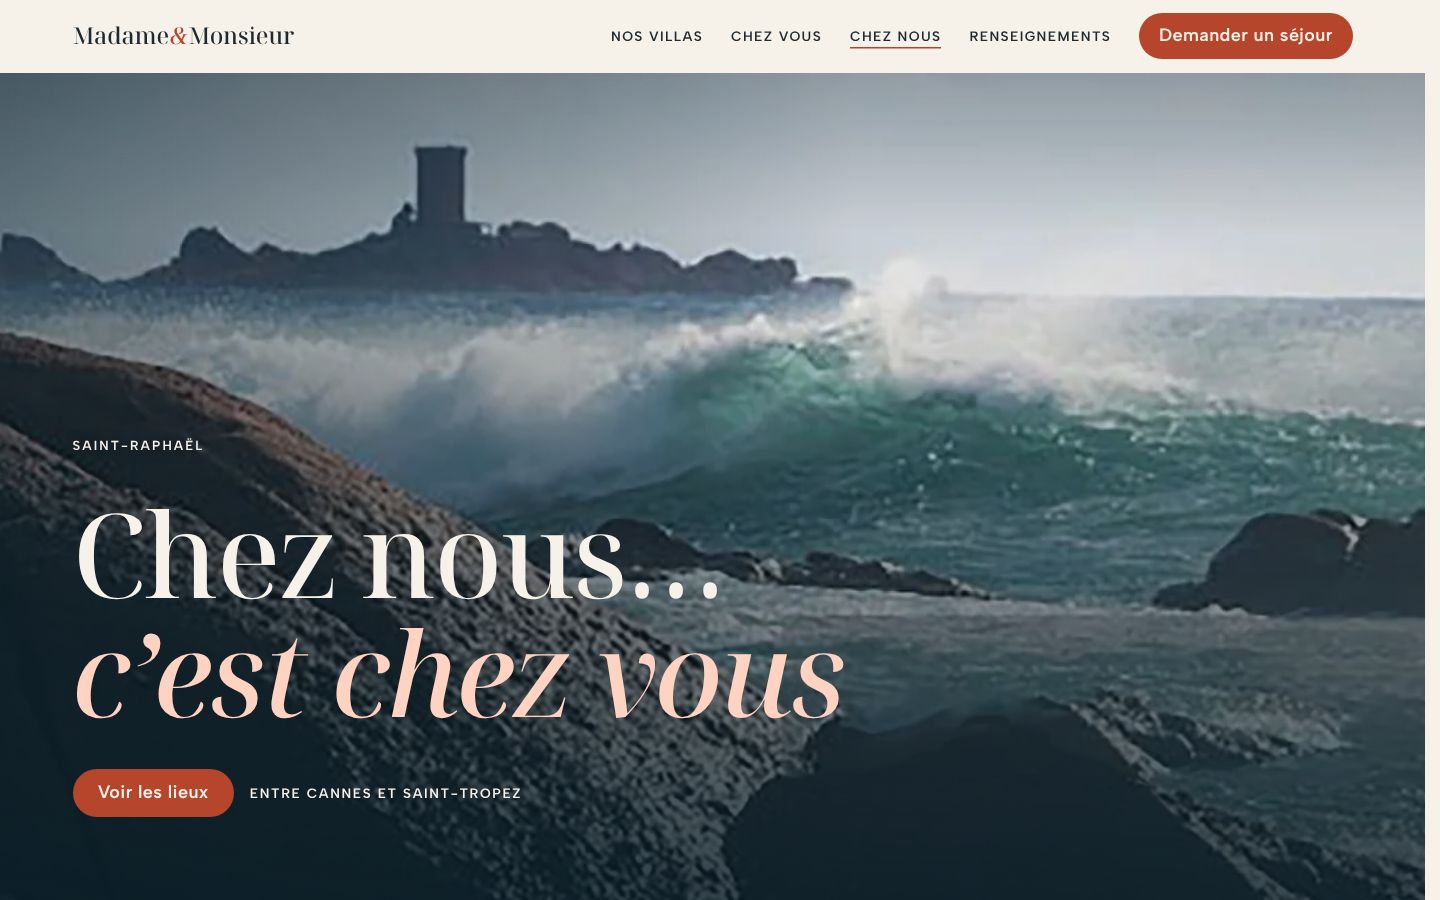 Madame&Monsieur
NOS VILLAS
CHEZ VOUS
CHEZ NOUS
RENSEIGNEMENTS
Demander un séjour
SAINT-RAPHAËL
Chez nous…
c’est chez vous
Voir les lieux
ENTRE CANNES ET SAINT-TROPEZ